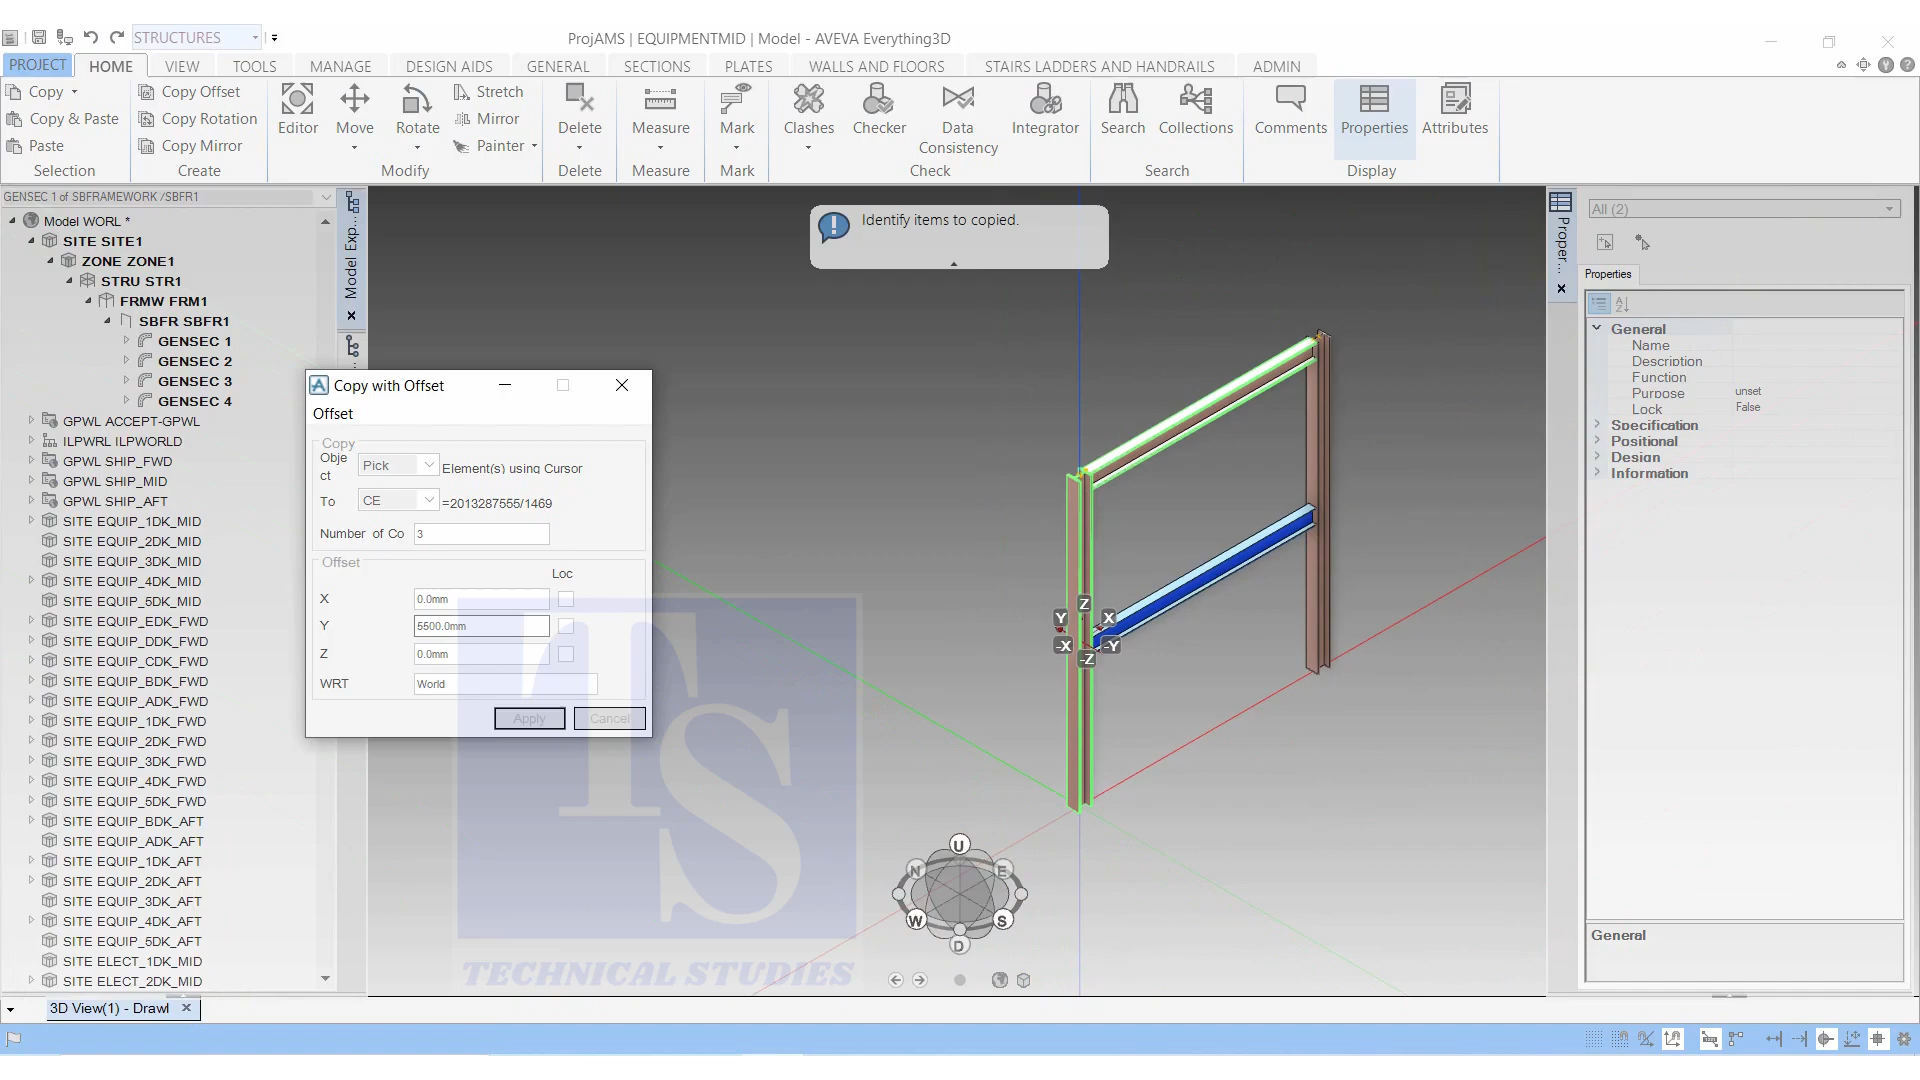 STRUCTURES
ProjAMS | EQUIPMENTMID | Model - AVEVA Everything3D
PROJECT HOME VIEW TOOLS MANAGE DESIGN AIDS GENERAL SECTIONS PLATES WALLS AND FLOORS STAIRS LADDERS AND HANDRAILS ADMIN
Copy
Copy & Paste
Paste
Selection
Copy Offset
Copy Rotation
Copy Mirror
Create
Editor
Move
Rotate
Stretch
Mirror
Painter
Modify
Delete
Delete
Measure
Measure
Mark
Mark
Clashes
Checker
Data
Consistency
Integrator
Check
Search
Collections
Search
Comments
Properties
Attributes
Display
GENSEC 1 of SBFRAMEWORK /SBFR1
Model WORL *
SITE SITE1
ZONE ZONE1
STRU STR1
FRMW FRM1
SBFR SBFR1
GENSEC 1
GENSEC 2
GENSEC 3
GENSEC 4
GPWL ACCEPT-GPWL
ILPWRL ILPWORLD
GPWL SHIP_FWD
GPWL SHIP_MID
GPWL SHIP_AFT
SITE EQUIP_1DK_MID
SITE EQUIP_2DK_MID
SITE EQUIP_3DK_MID
SITE EQUIP_4DK_MID
SITE EQUIP_5DK_MID
SITE EQUIP_EDK_FWD
SITE EQUIP_DDK_FWD
SITE EQUIP_CDK_FWD
SITE EQUIP_BDK_FWD
SITE EQUIP_ADK_FWD
SITE EQUIP_1DK_FWD
SITE EQUIP_2DK_FWD
SITE EQUIP_3DK_FWD
SITE EQUIP_4DK_FWD
SITE EQUIP_5DK_FWD
SITE EQUIP_BDK_AFT
SITE EQUIP_ADK_AFT
SITE EQUIP_1DK_AFT
SITE EQUIP_2DK_AFT
SITE EQUIP_3DK_AFT
SITE EQUIP_4DK_AFT
SITE EQUIP_5DK_AFT
SITE ELECT_1DK_MID
SITE ELECT_2DK_MID
Model Exp...
Identify items to copied.
Copy with Offset
Offset
Copy
Obje
ct
Pick
Element(s) using Cursor
To
CE
=2013287555/1469
Number of Co
3
Offset
Loc
X
0.0mm
Y
5500.0mm
Z
0.0mm
WRT
World
Apply
Cancel
Z
Y
X
-X
-Y
-Z
U
N
E
W
S
D
TS
TECHNICAL STUDIES
Proper...
All (2)
Properties
General
Name
Description
Function
Purpose unset
Lock False
Specification
Positional
Design
Information
General
3D View(1) - Drawl